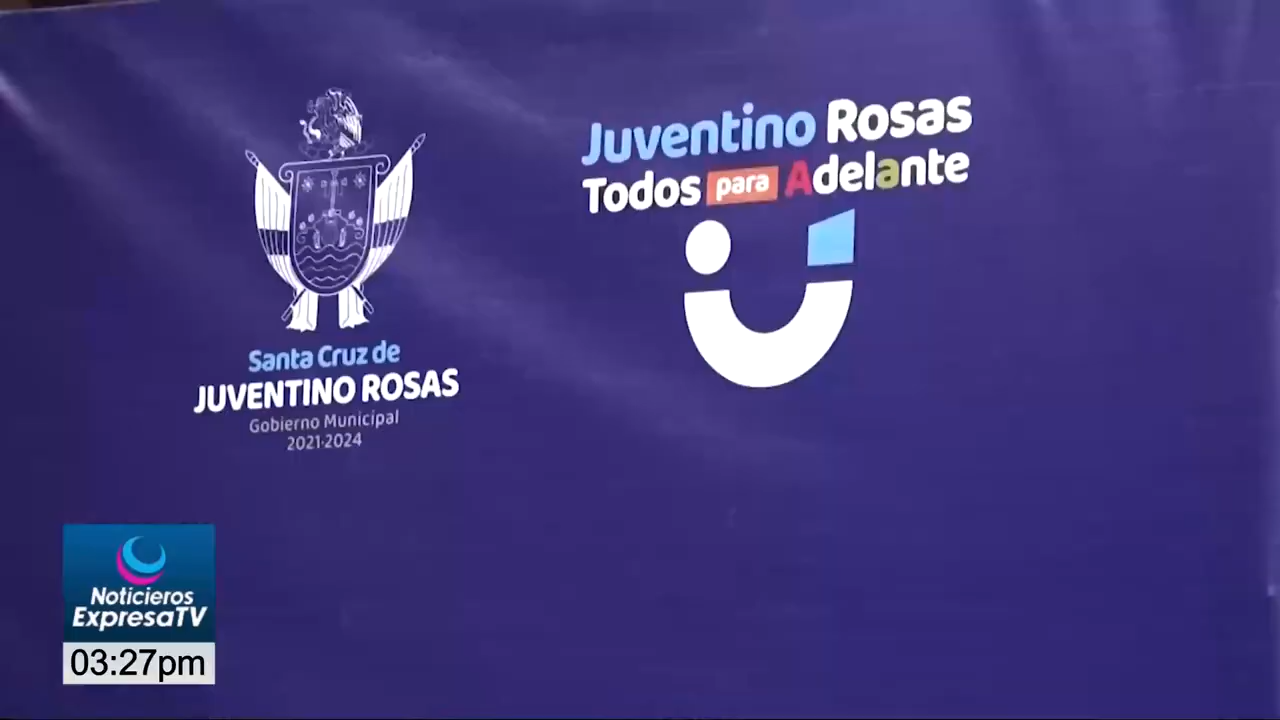 Juventino Rosas
Todos para Adelante
Santa Cruz de
JUVENTINO ROSAS
Gobierno Municipal
2021-2024
Noticieros
ExpresaTV
03:27pm